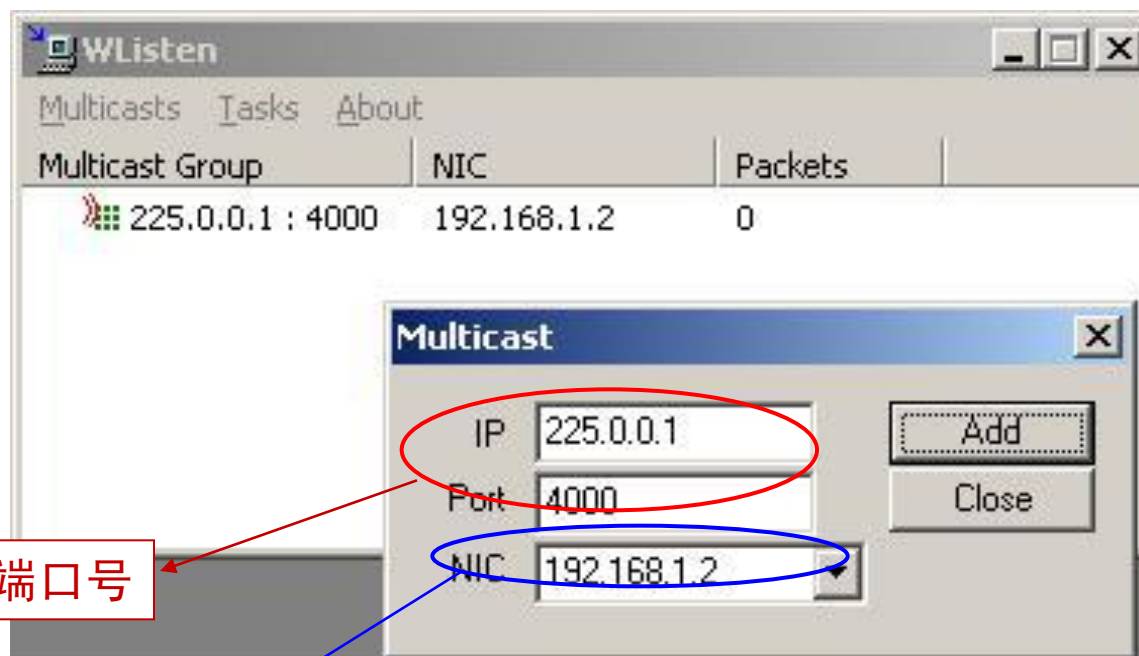 WListen
Multicasts Tasks About
Multicast Group NIC Packets
225.0.0.1 : 4000 192.168.1.2 0
Multicast
IP 225.0.0.1 Add
Port 4000 Close
端口号
NIC 192.168.1.2